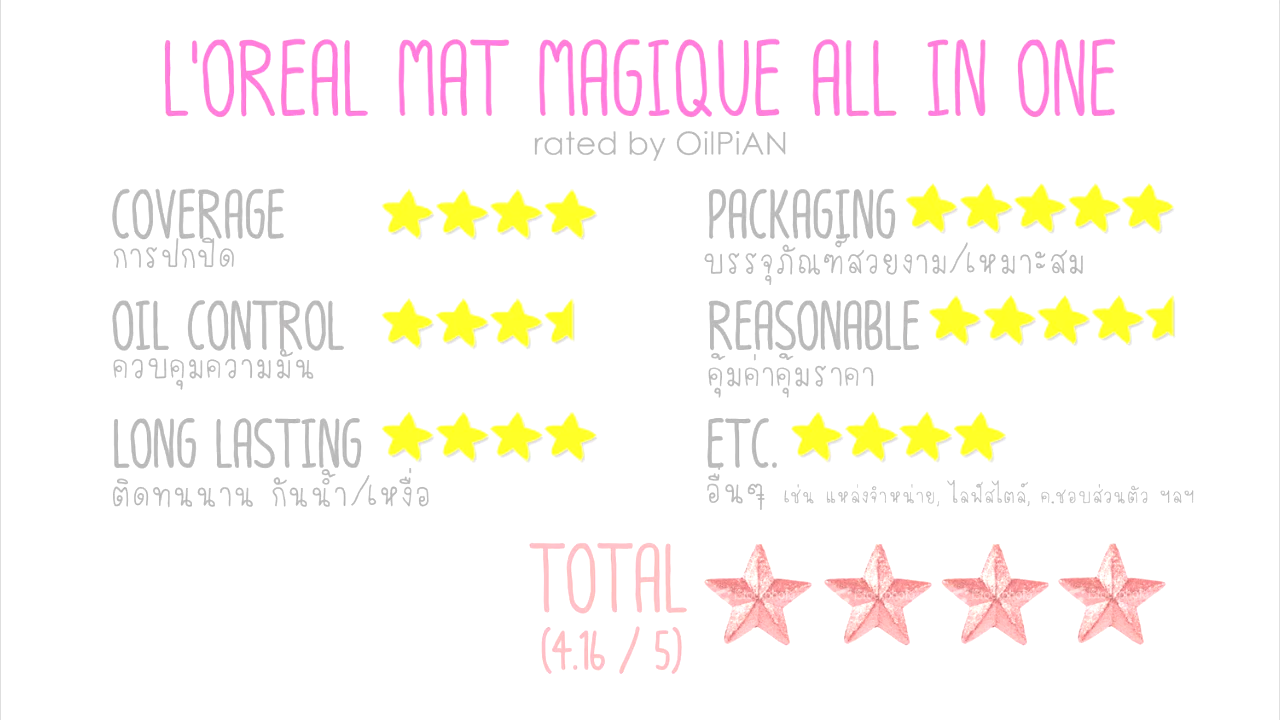 L'OREAL MAT MAGIQUE ALL IN ONE
rated by OilPiAN
COVERAGE
การปกปิด
OIL CONTROL
ควบคุมความมัน
LONG LASTING
ติดทนนาน กันน้ำ/เหงื่อ
PACKAGING
บรรจุภัณฑ์สวยงาม/เหมาะสม
REASONABLE
คุ้มค่าคุ้มราคา
ETC.
อื่นๆ เช่น แหล่งจำหน่าย, ไลฟ์สไตล์, ค.ชอบส่วนตัว ฯลฯ
TOTAL
(4.16 / 5)